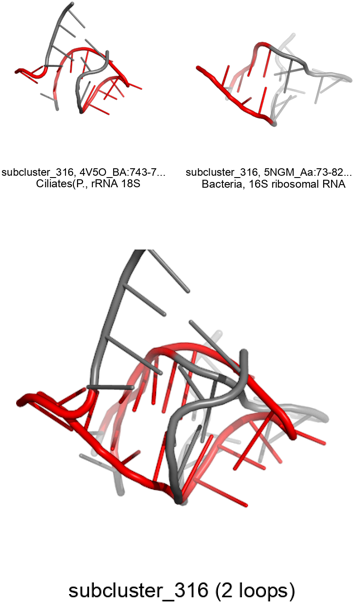 subcluster_316, 4V5O_BA:743-7...
Ciliates(P., rRNA 18S
subcluster_316, 5NGM_Aa:73-82...
Bacteria, 16S ribosomal RNA
subcluster_316 (2 loops)